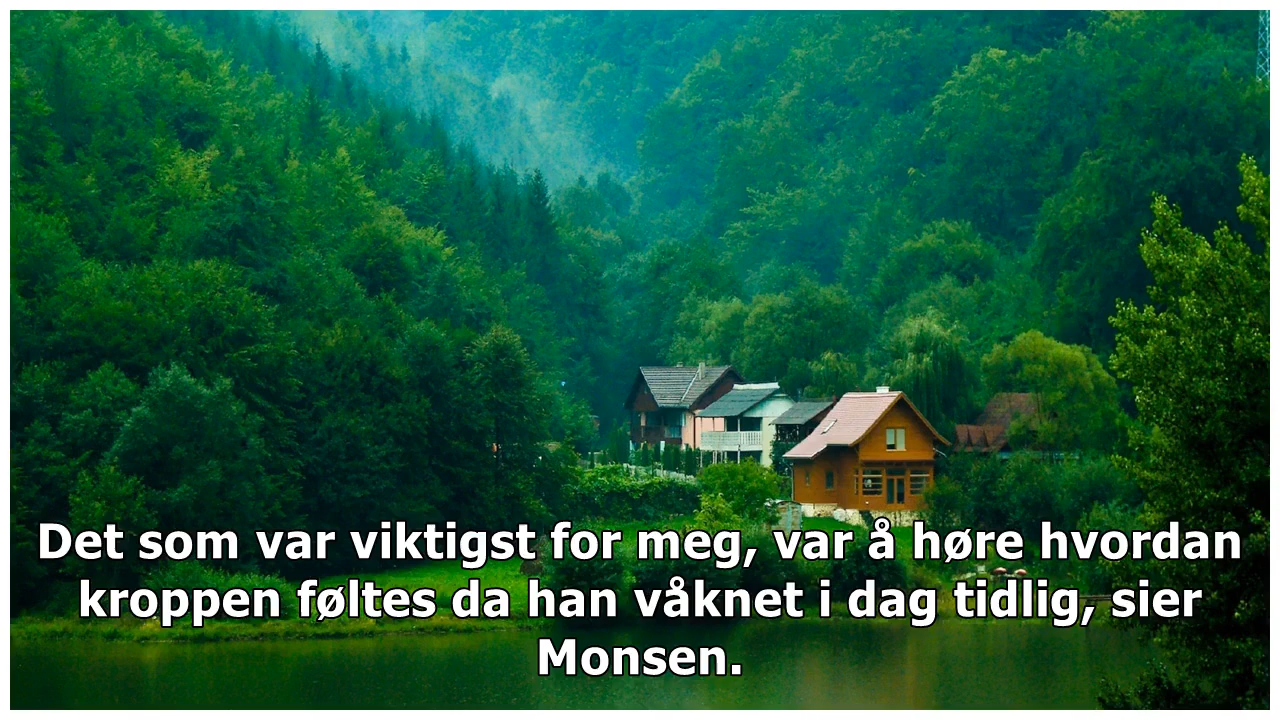 Det som var viktigst for meg, var å høre hvordan
kroppen føltes da han våknet i dag tidlig, sier
Monsen.